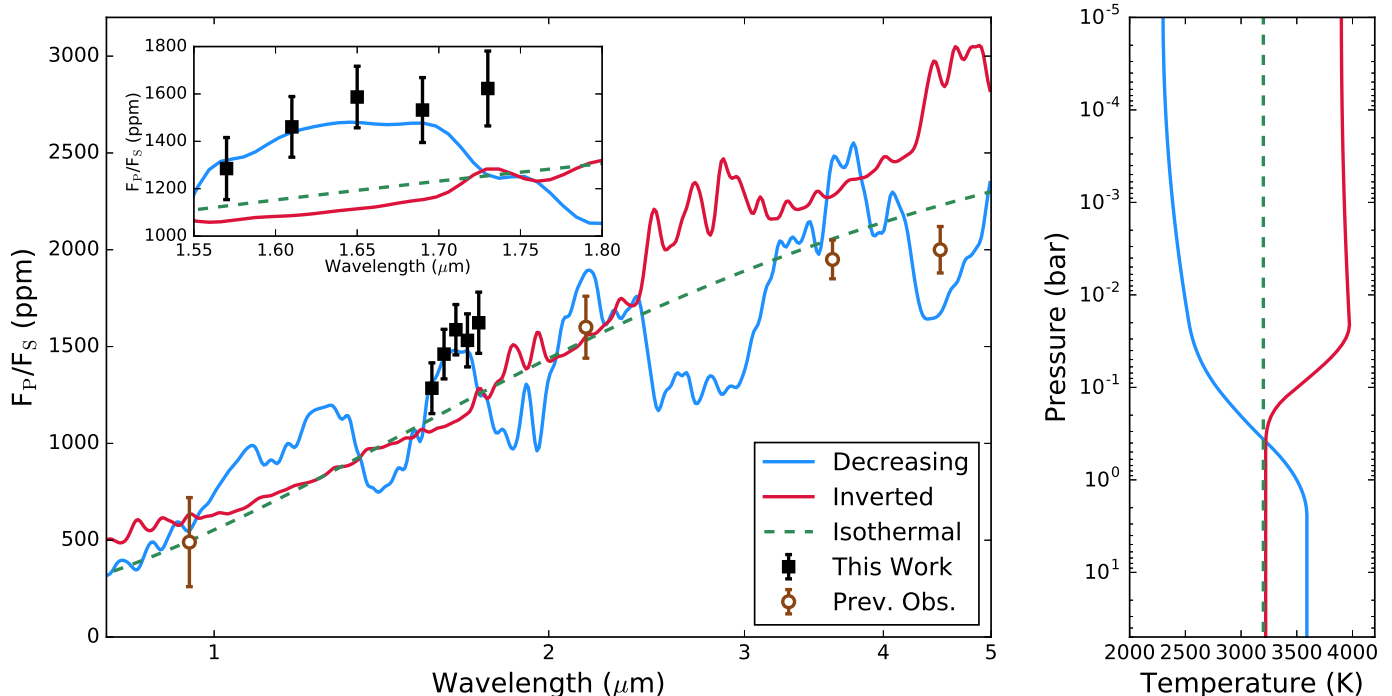 3000
2500
2000
1500
1000
500
0
F_P/F_S (ppm)
1
2
3
4
5
Wavelength (μm)
1800
1600
1400
1200
1000
F_P/F_S (ppm)
1.55
1.60
1.65
1.70
1.75
1.80
Wavelength (μm)
Decreasing
Inverted
Isothermal
This Work
Prev. Obs.
10^-5
10^-4
10^-3
10^-2
10^-1
10^0
10^1
Pressure (bar)
2000 2500 3000 3500 4000
Temperature (K)